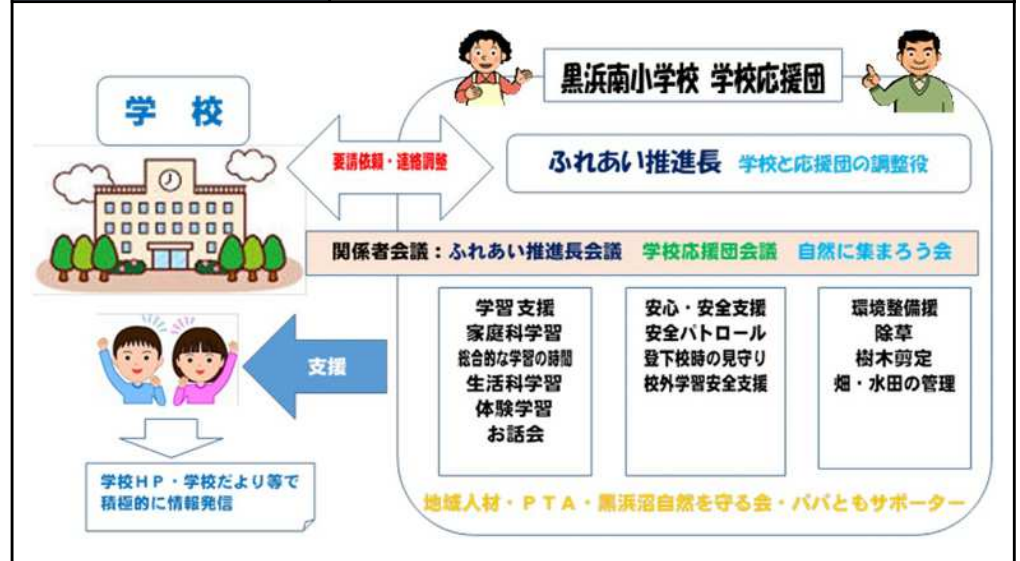 黒浜南小学校 学校応援団
学 校
要請依頼・連絡調整
ふれあい推進長 学校と応援団の調整役
関係者会議：ふれあい推進長会議 学校応援団会議 自然に集まろう会
学習支援
家庭科学習
総合的な学習の時間
生活科学習
体験学習
お話会
安心・安全支援
安全パトロール
登下校時の見守り
校外学習安全支援
環境整備援
除草
樹木剪定
畑・水田の管理
支援
学校ＨＰ・学校だより等で
積極的に情報発信
地域人材・ＰＴＡ・黒浜沼自然を守る会・パパともサポーター